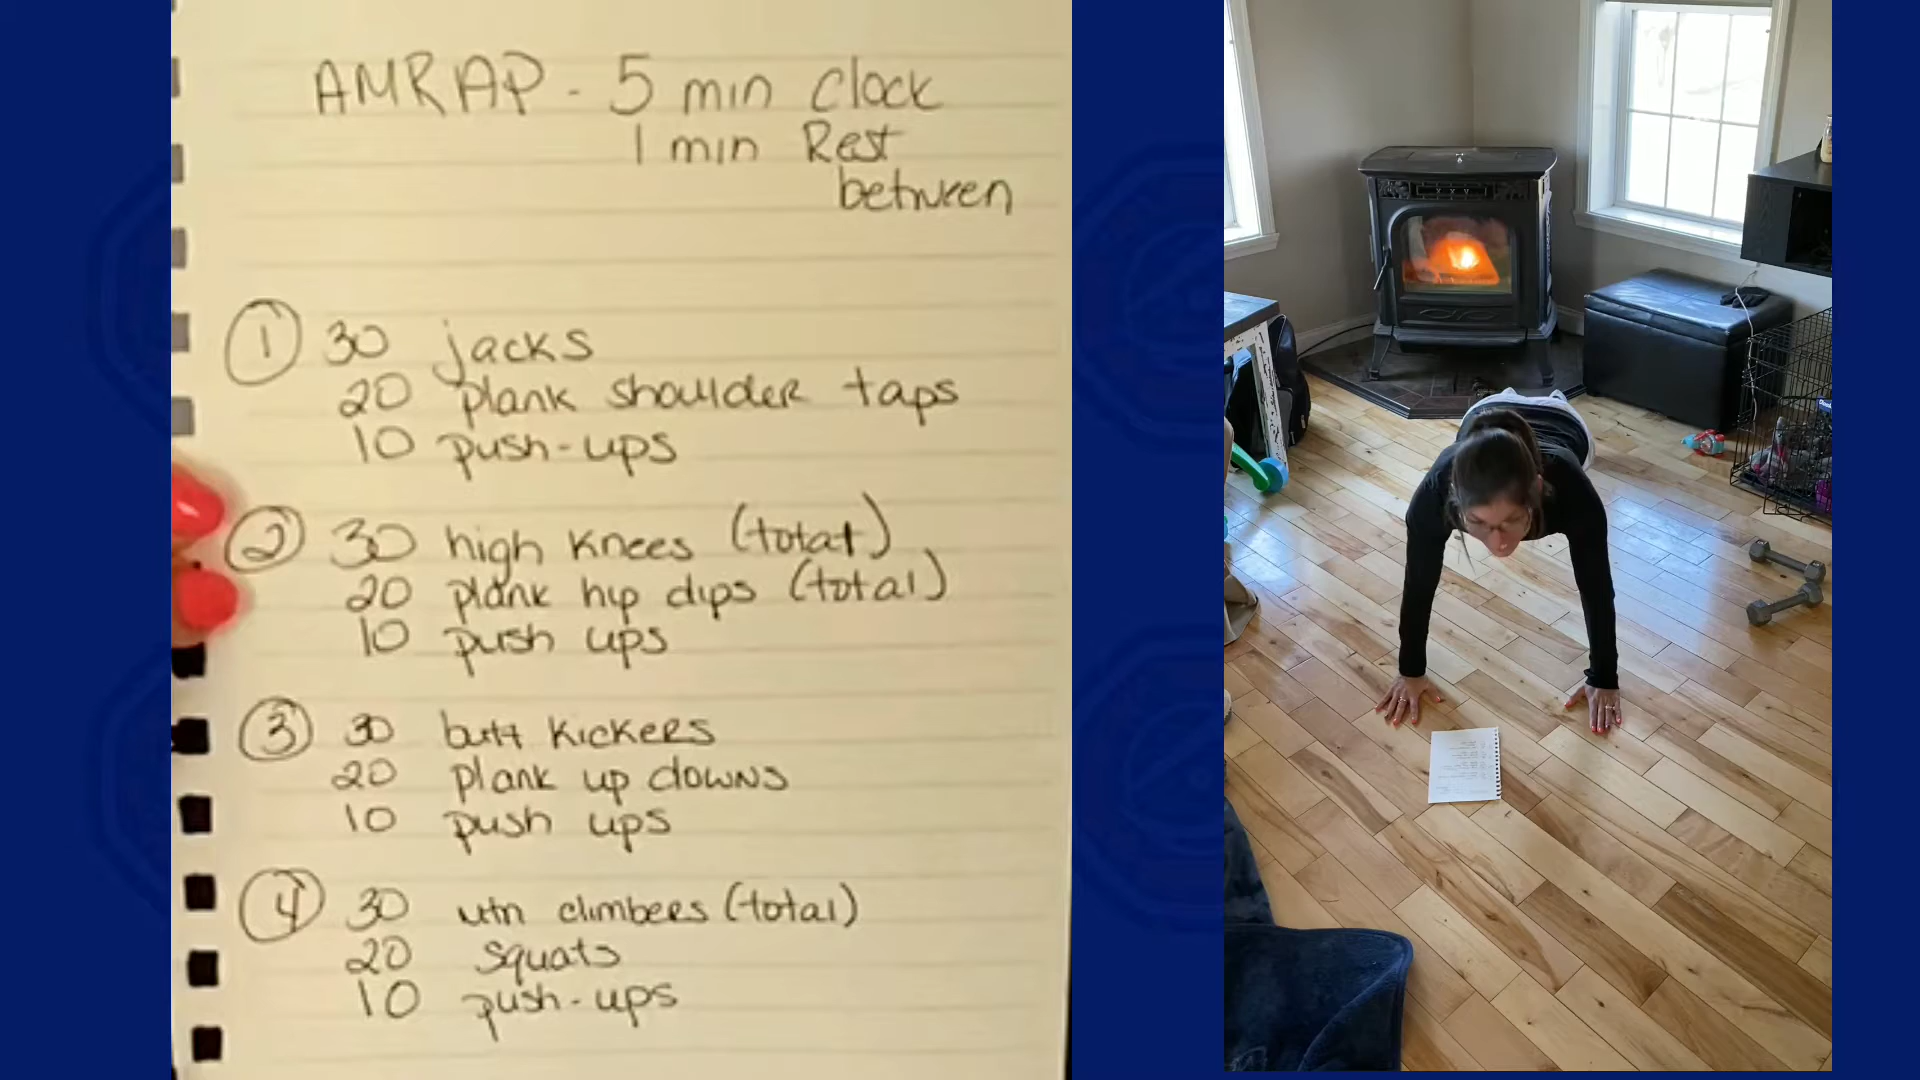 AMRAP - 5 min Clock
1 min Rest
between
1 30 jacks
20 plank shoulder taps
10 push-ups
2 30 high knees (total)
20 plank hip dips (total)
10 push ups
3 30 butt kickers
20 plank up downs
10 push ups
4 30 mtn climbers (total)
20 squats
10 push-ups